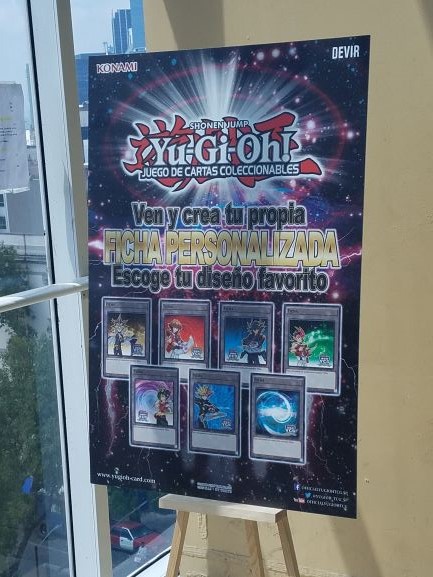 KONAMI
DEVIR
SHONEN JUMP
Yu-Gi-Oh!
JUEGO DE CARTAS COLECCIONABLES
Ven y crea tu propia
FICHA PERSONALIZADA
Escoge tu diseño favorito
www.yugioh-card.com